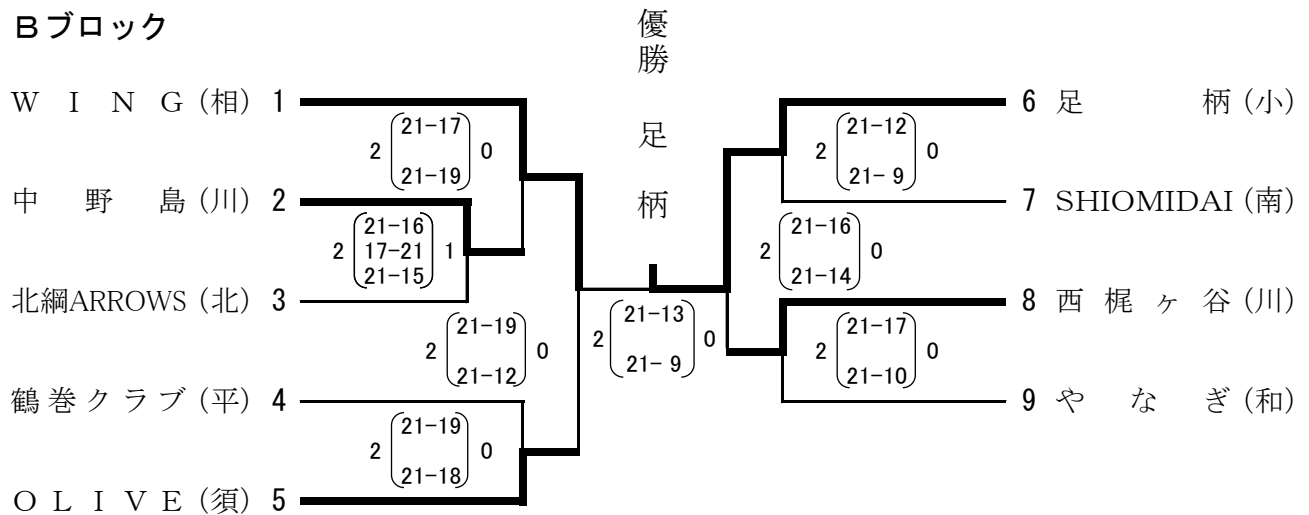 Bブロック
優勝 足柄
WING(相) 1
2 21-17 0
21-19
中野島(川) 2
21-16
2 17-21 1
21-15
北綱ARROWS(北) 3
21-19
2 0
21-12
鶴巻クラブ(平) 4
21-19
2 0
21-18
OLIVE(須) 5
21-13
2 0
21- 9
6 足柄(小)
21-12
2 0
21- 9
7 SHIOMIDAI(南)
21-16
2 0
21-14
8 西梶ヶ谷(川)
21-17
2 0
21-10
9 やなぎ(和)